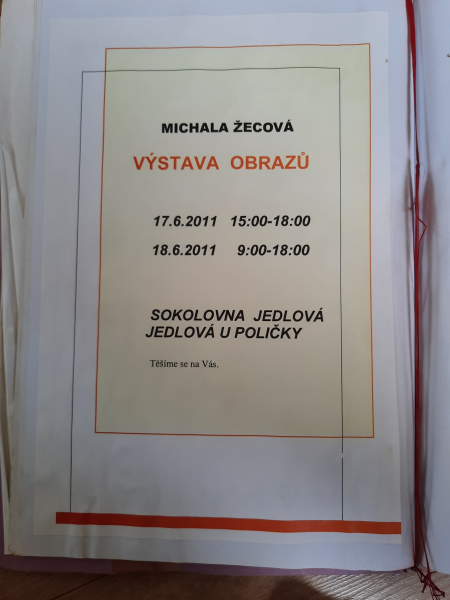 MICHALA ŽECOVÁ
VÝSTAVA OBRAZŮ
17.6.2011 15:00-18:00
18.6.2011 9:00-18:00
SOKOLOVNA JEDLOVÁ
JEDLOVÁ U POLIČKY
Těšíme se na Vás.